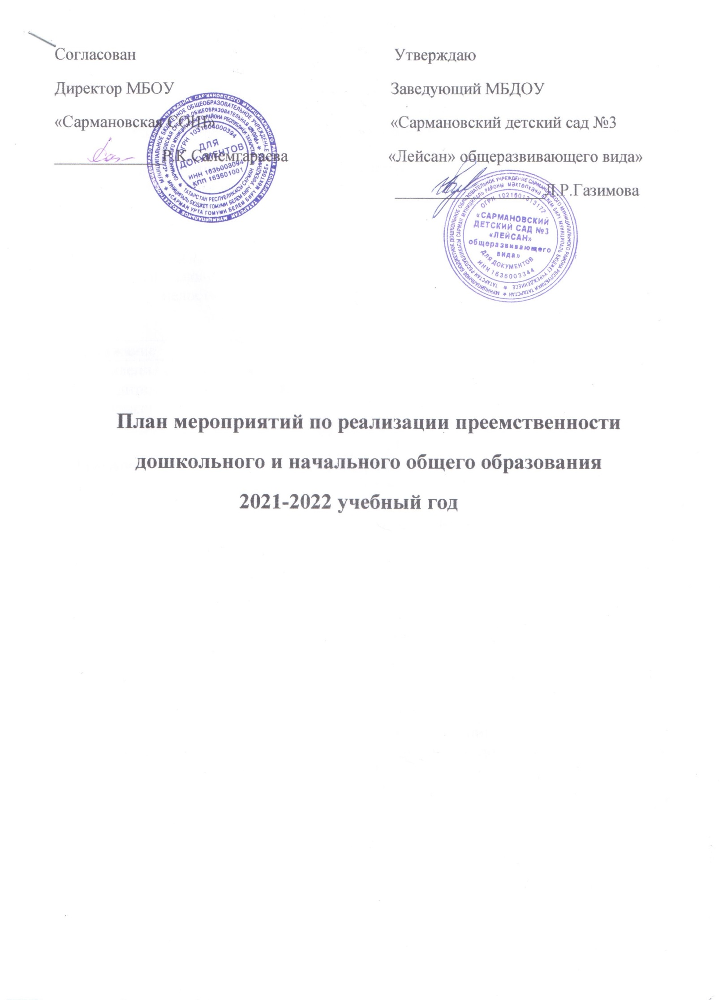 Согласован
Директор МБОУ
«Сармановская СОШ»
Р.К.Салемгараева
Утверждаю
Заведующий МБДОУ
«Сармановский детский сад №3
«Лейсан» общеразвивающего вида»
Л.Р.Газимова
ОГРН 1031604000394
ДЛЯ
ДОКУМЕНТОВ
ИНН 1636003094
КПП 163601001
ОГРН 1021601313172
«САРМАНОВСКИЙ
ДЕТСКИЙ САД №3
«ЛЕЙСАН»
общеразвивающего
вида»
ДЛЯ ДОКУМЕНТОВ
ИНН 1636003344
План мероприятий по реализации преемственности
дошкольного и начального общего образования
2021-2022 учебный год